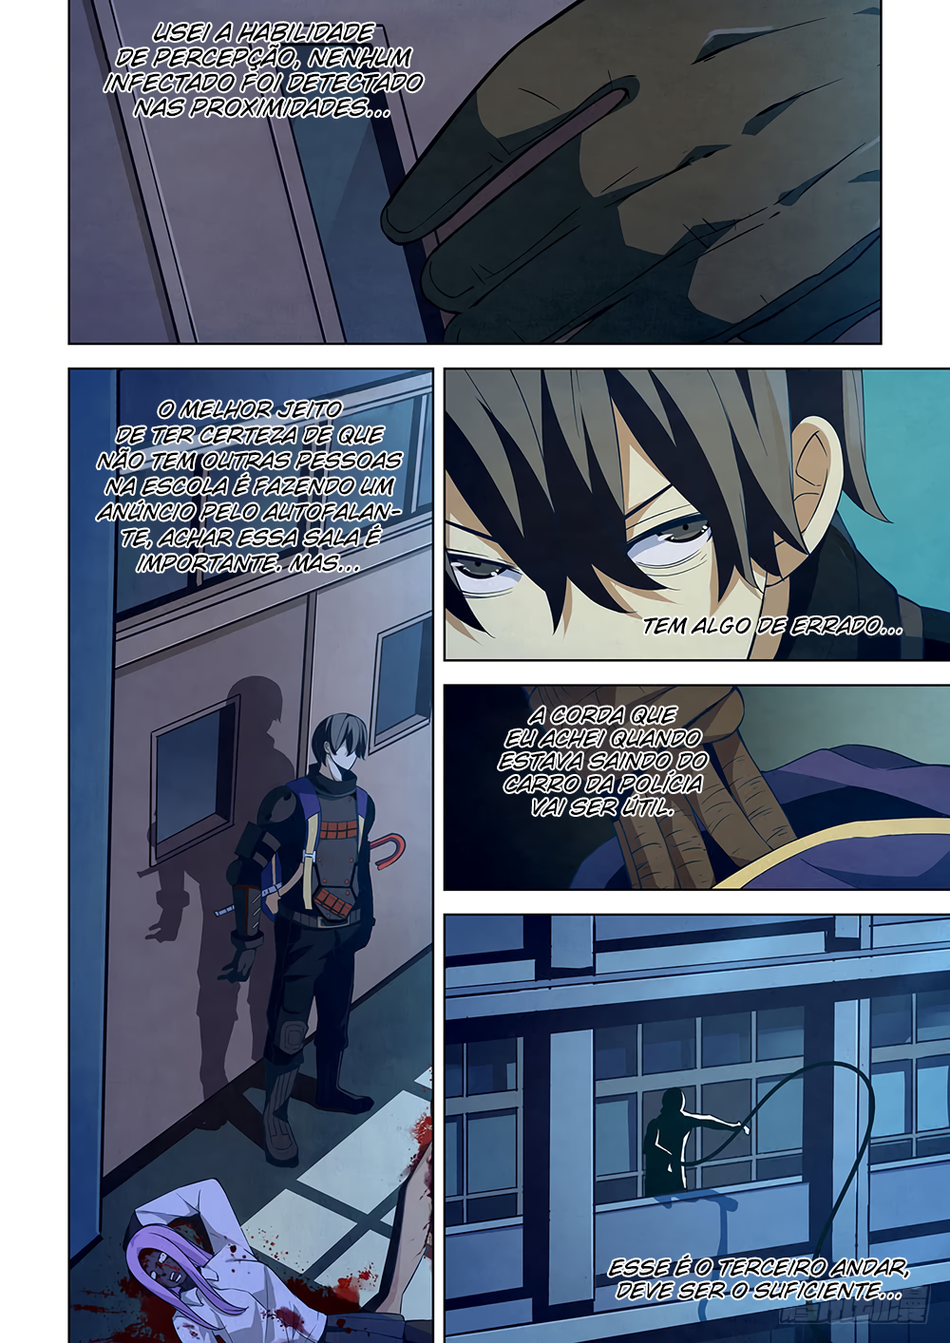 USEI A HABILIDADE
DE PERCEPÇÃO, NENHUM
INFECTADO FOI DETECTADO
NAS PROXIMIDADES...
O MELHOR JEITO
DE TER CERTEZA DE QUE
NÃO TEM OUTRAS PESSOAS
NA ESCOLA É FAZENDO UM
ANÚNCIO PELO AUTOFALAN-
TE, ACHAR ESSA SALA É
IMPORTANTE. MAS...
TEM ALGO DE ERRADO...
A CORDA QUE
EU ACHEI QUANDO
ESTAVA SAINDO DO
CARRO DA POLÍCIA
VAI SER ÚTIL.
ESSE É O TERCEIRO ANDAR,
DEVE SER O SUFICIENTE...